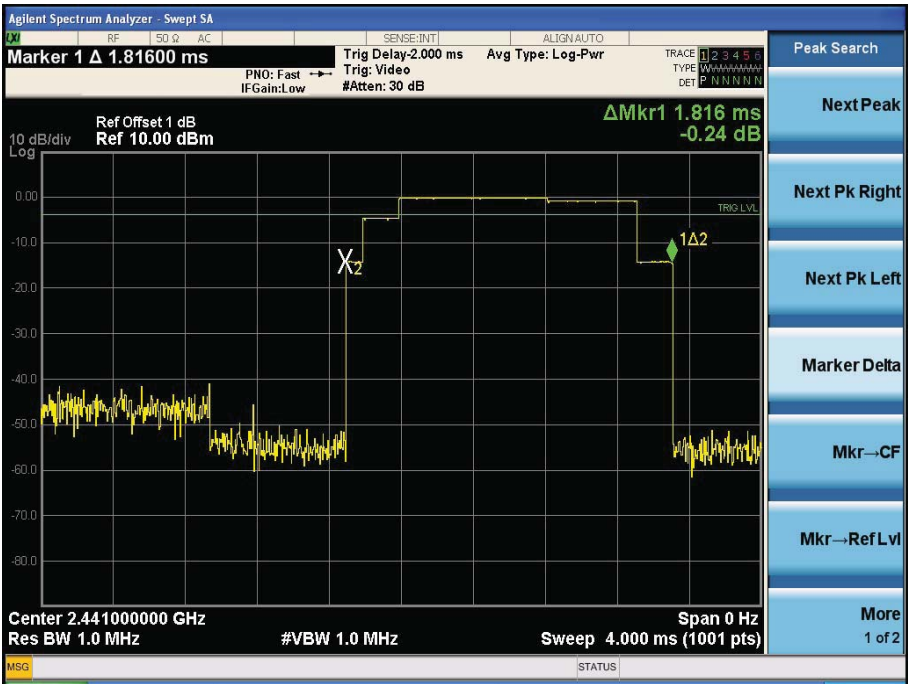 Agilent Spectrum Analyzer - Swept SA
LXI RF 50 Ω AC SENSE:INT ALIGN AUTO
Marker 1 Δ 1.81600 ms
PNO: Fast
IFGain:Low
Trig Delay-2.000 ms
Trig: Video
#Atten: 30 dB
Avg Type: Log-Pwr
TRACE 1 2 3 4 5 6
TYPE W
DET P N N N N N
ΔMkr1 1.816 ms
-0.24 dB
10 dB/div
Log
Ref Offset 1 dB
Ref 10.00 dBm
0.00
TRIG LVL
-10.0
1Δ2
X2
-20.0
-30.0
-40.0
-50.0
-60.0
-70.0
-80.0
Center 2.441000000 GHz
Span 0 Hz
Res BW 1.0 MHz
#VBW 1.0 MHz
Sweep 4.000 ms (1001 pts)
MSG
STATUS
Peak Search
Next Peak
Next Pk Right
Next Pk Left
Marker Delta
Mkr→CF
Mkr→Ref Lvl
More
1 of 2